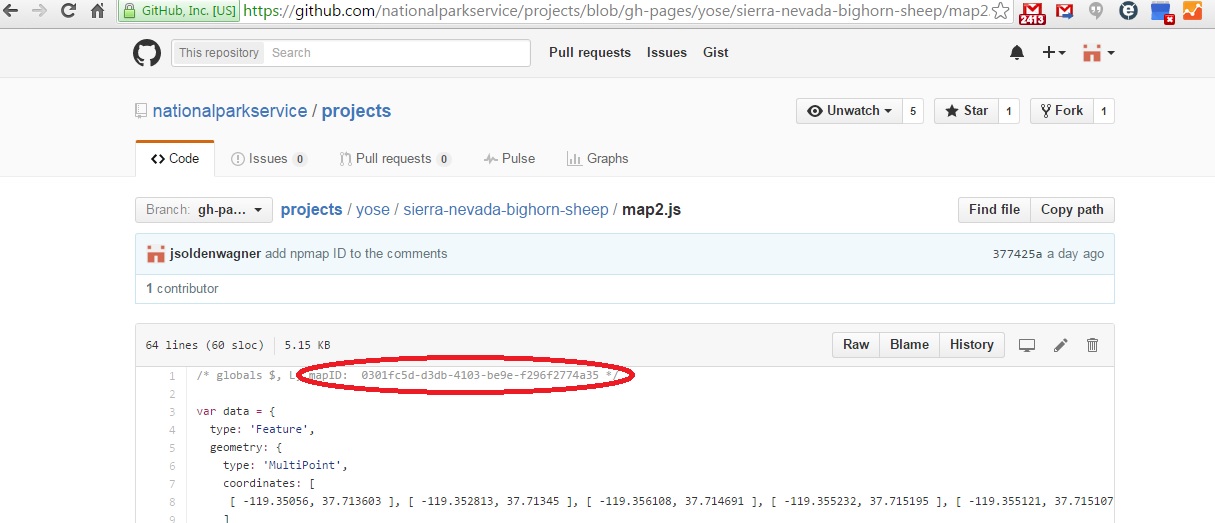 GitHub, Inc. [US] https://github.com/nationalparkservice/projects/blob/gh-pages/yose/sierra-nevada-bighorn-sheep/map2.
2413
This repository Search Pull requests Issues Gist
nationalparkservice / projects Unwatch 5 Star 1 Fork 1
Code Issues 0 Pull requests 0 Pulse Graphs
Branch: gh-pa... projects / yose / sierra-nevada-bighorn-sheep / map2.js Find file Copy path
jsoldenwagner add npmap ID to the comments 377425a a day ago
1 contributor
64 lines (60 sloc) 5.15 KB Raw Blame History
1 /* globals $, L, mapID: 0301fc5d-d3db-4103-be9e-f296f2774a35 */
2
3 var data = {
4 type: 'Feature',
5 geometry: {
6 type: 'MultiPoint',
7 coordinates: [
8 [ -119.35056, 37.713603 ], [ -119.352813, 37.71345 ], [ -119.356108, 37.714691 ], [ -119.355232, 37.715195 ], [ -119.355121, 37.715107
9 ]